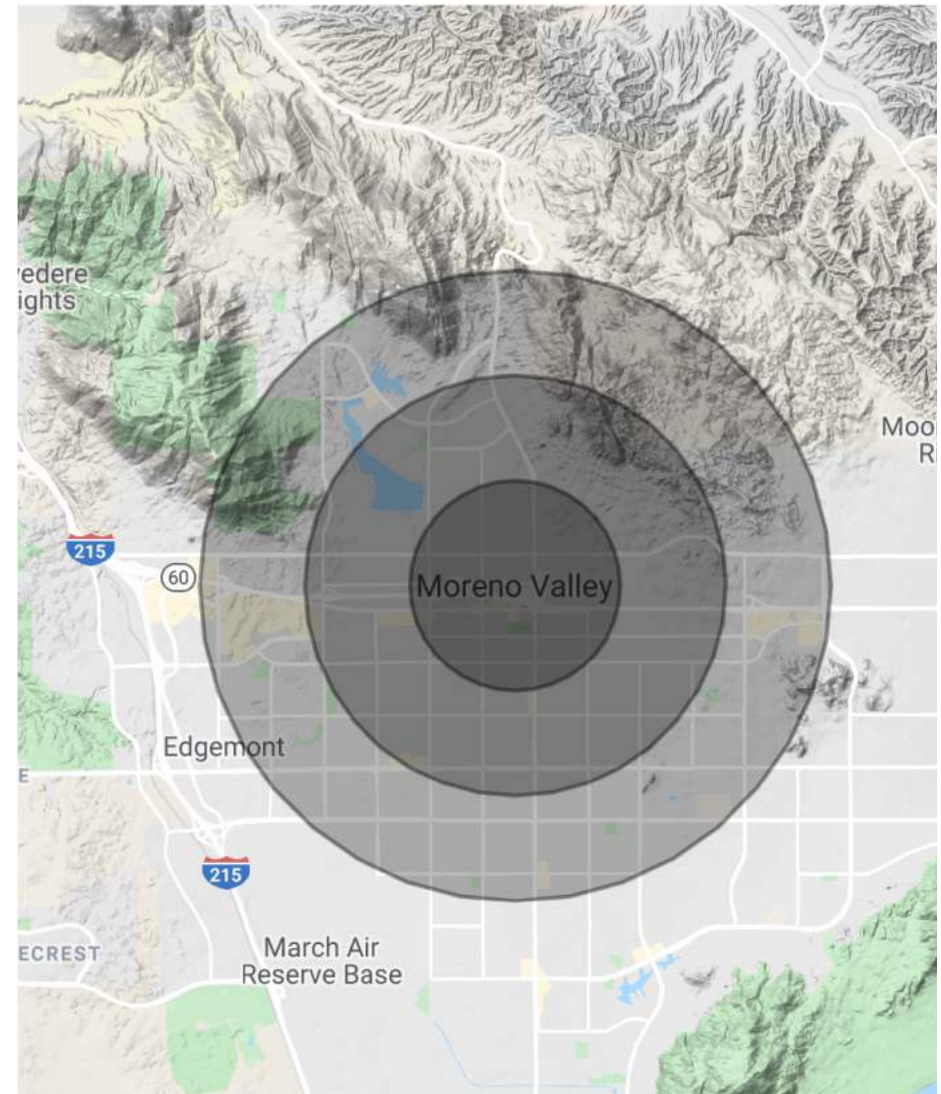 vedere
ights
Moo
R
215
60
Moreno Valley
Edgemont
E
215
March Air
Reserve Base
ECREST